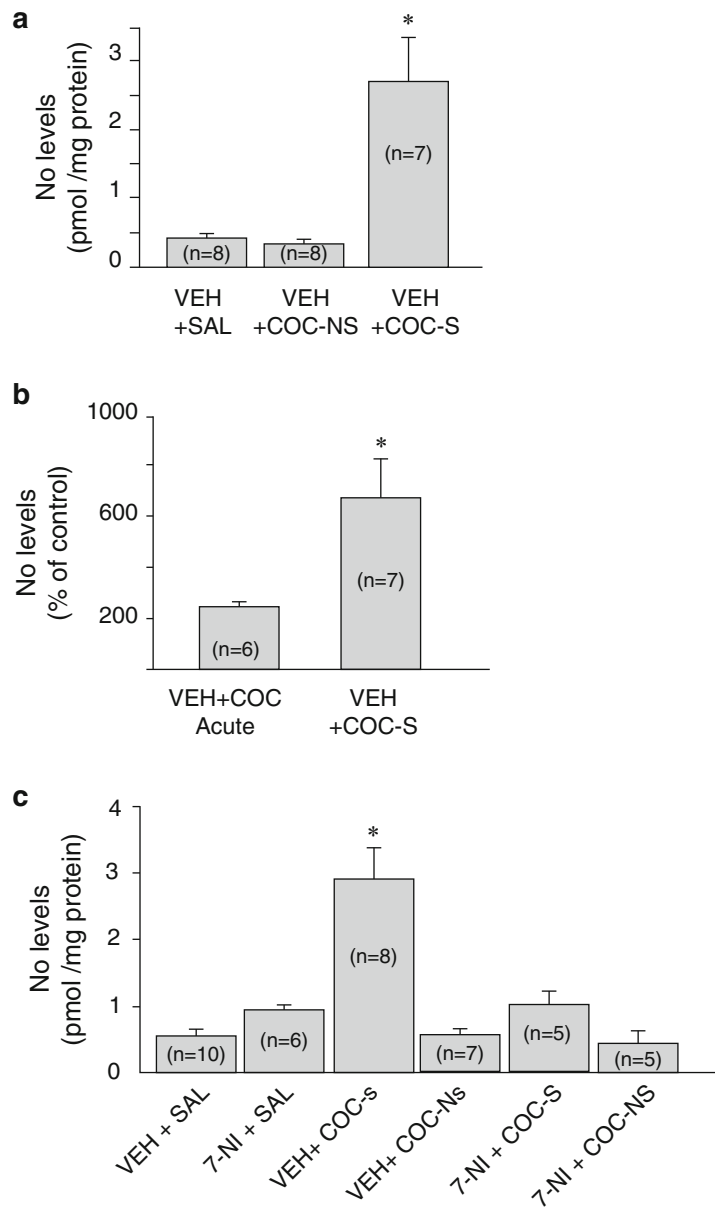 a
No levels
(pmol /mg protein)
3
2
1
0
*
(n=8)
(n=8)
(n=7)
VEH
+SAL
VEH
+COC-NS
VEH
+COC-S
b
No levels
(% of control)
1000
600
200
*
(n=6)
(n=7)
VEH+COC
Acute
VEH
+COC-S
c
No levels
(pmol /mg protein)
4
3
2
1
0
*
(n=10)
(n=6)
(n=8)
(n=7)
(n=5)
(n=5)
VEH + SAL
7-NI + SAL
VEH+ COC-s
VEH+ COC-Ns
7-NI + COC-S
7-NI + COC-NS